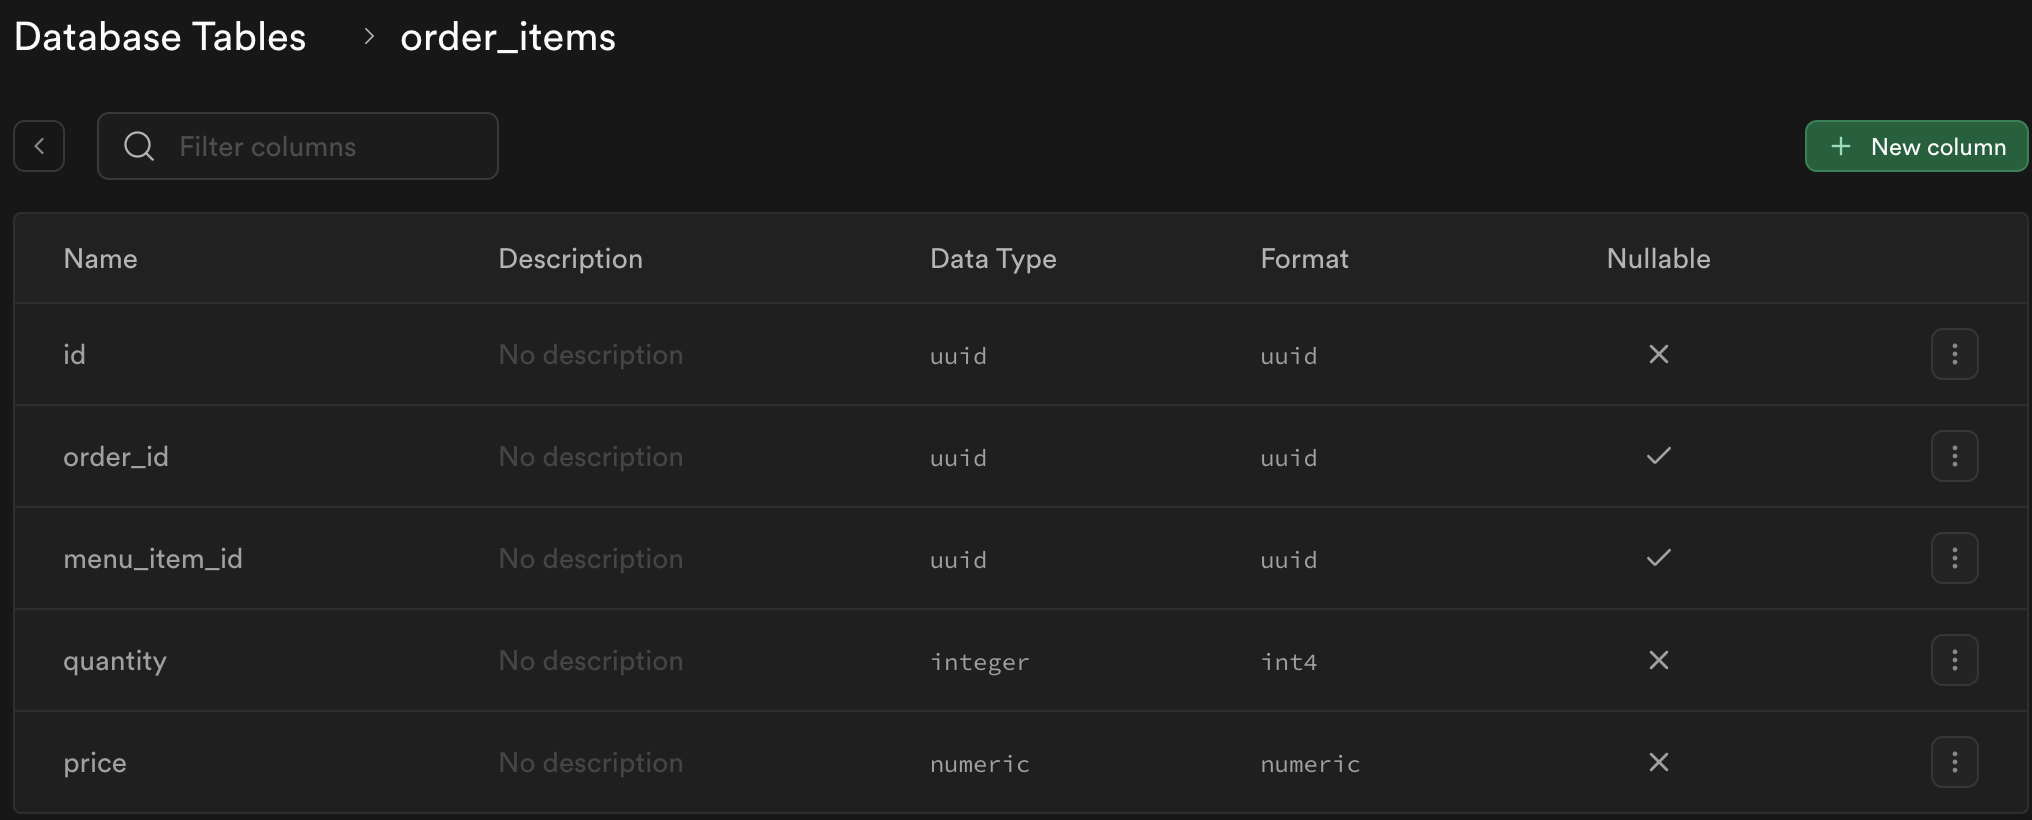 Database Tables > order_items
Filter columns
New column
Name Description Data Type Format Nullable
id No description uuid uuid
order_id No description uuid uuid
menu_item_id No description uuid uuid
quantity No description integer int4
price No description numeric numeric